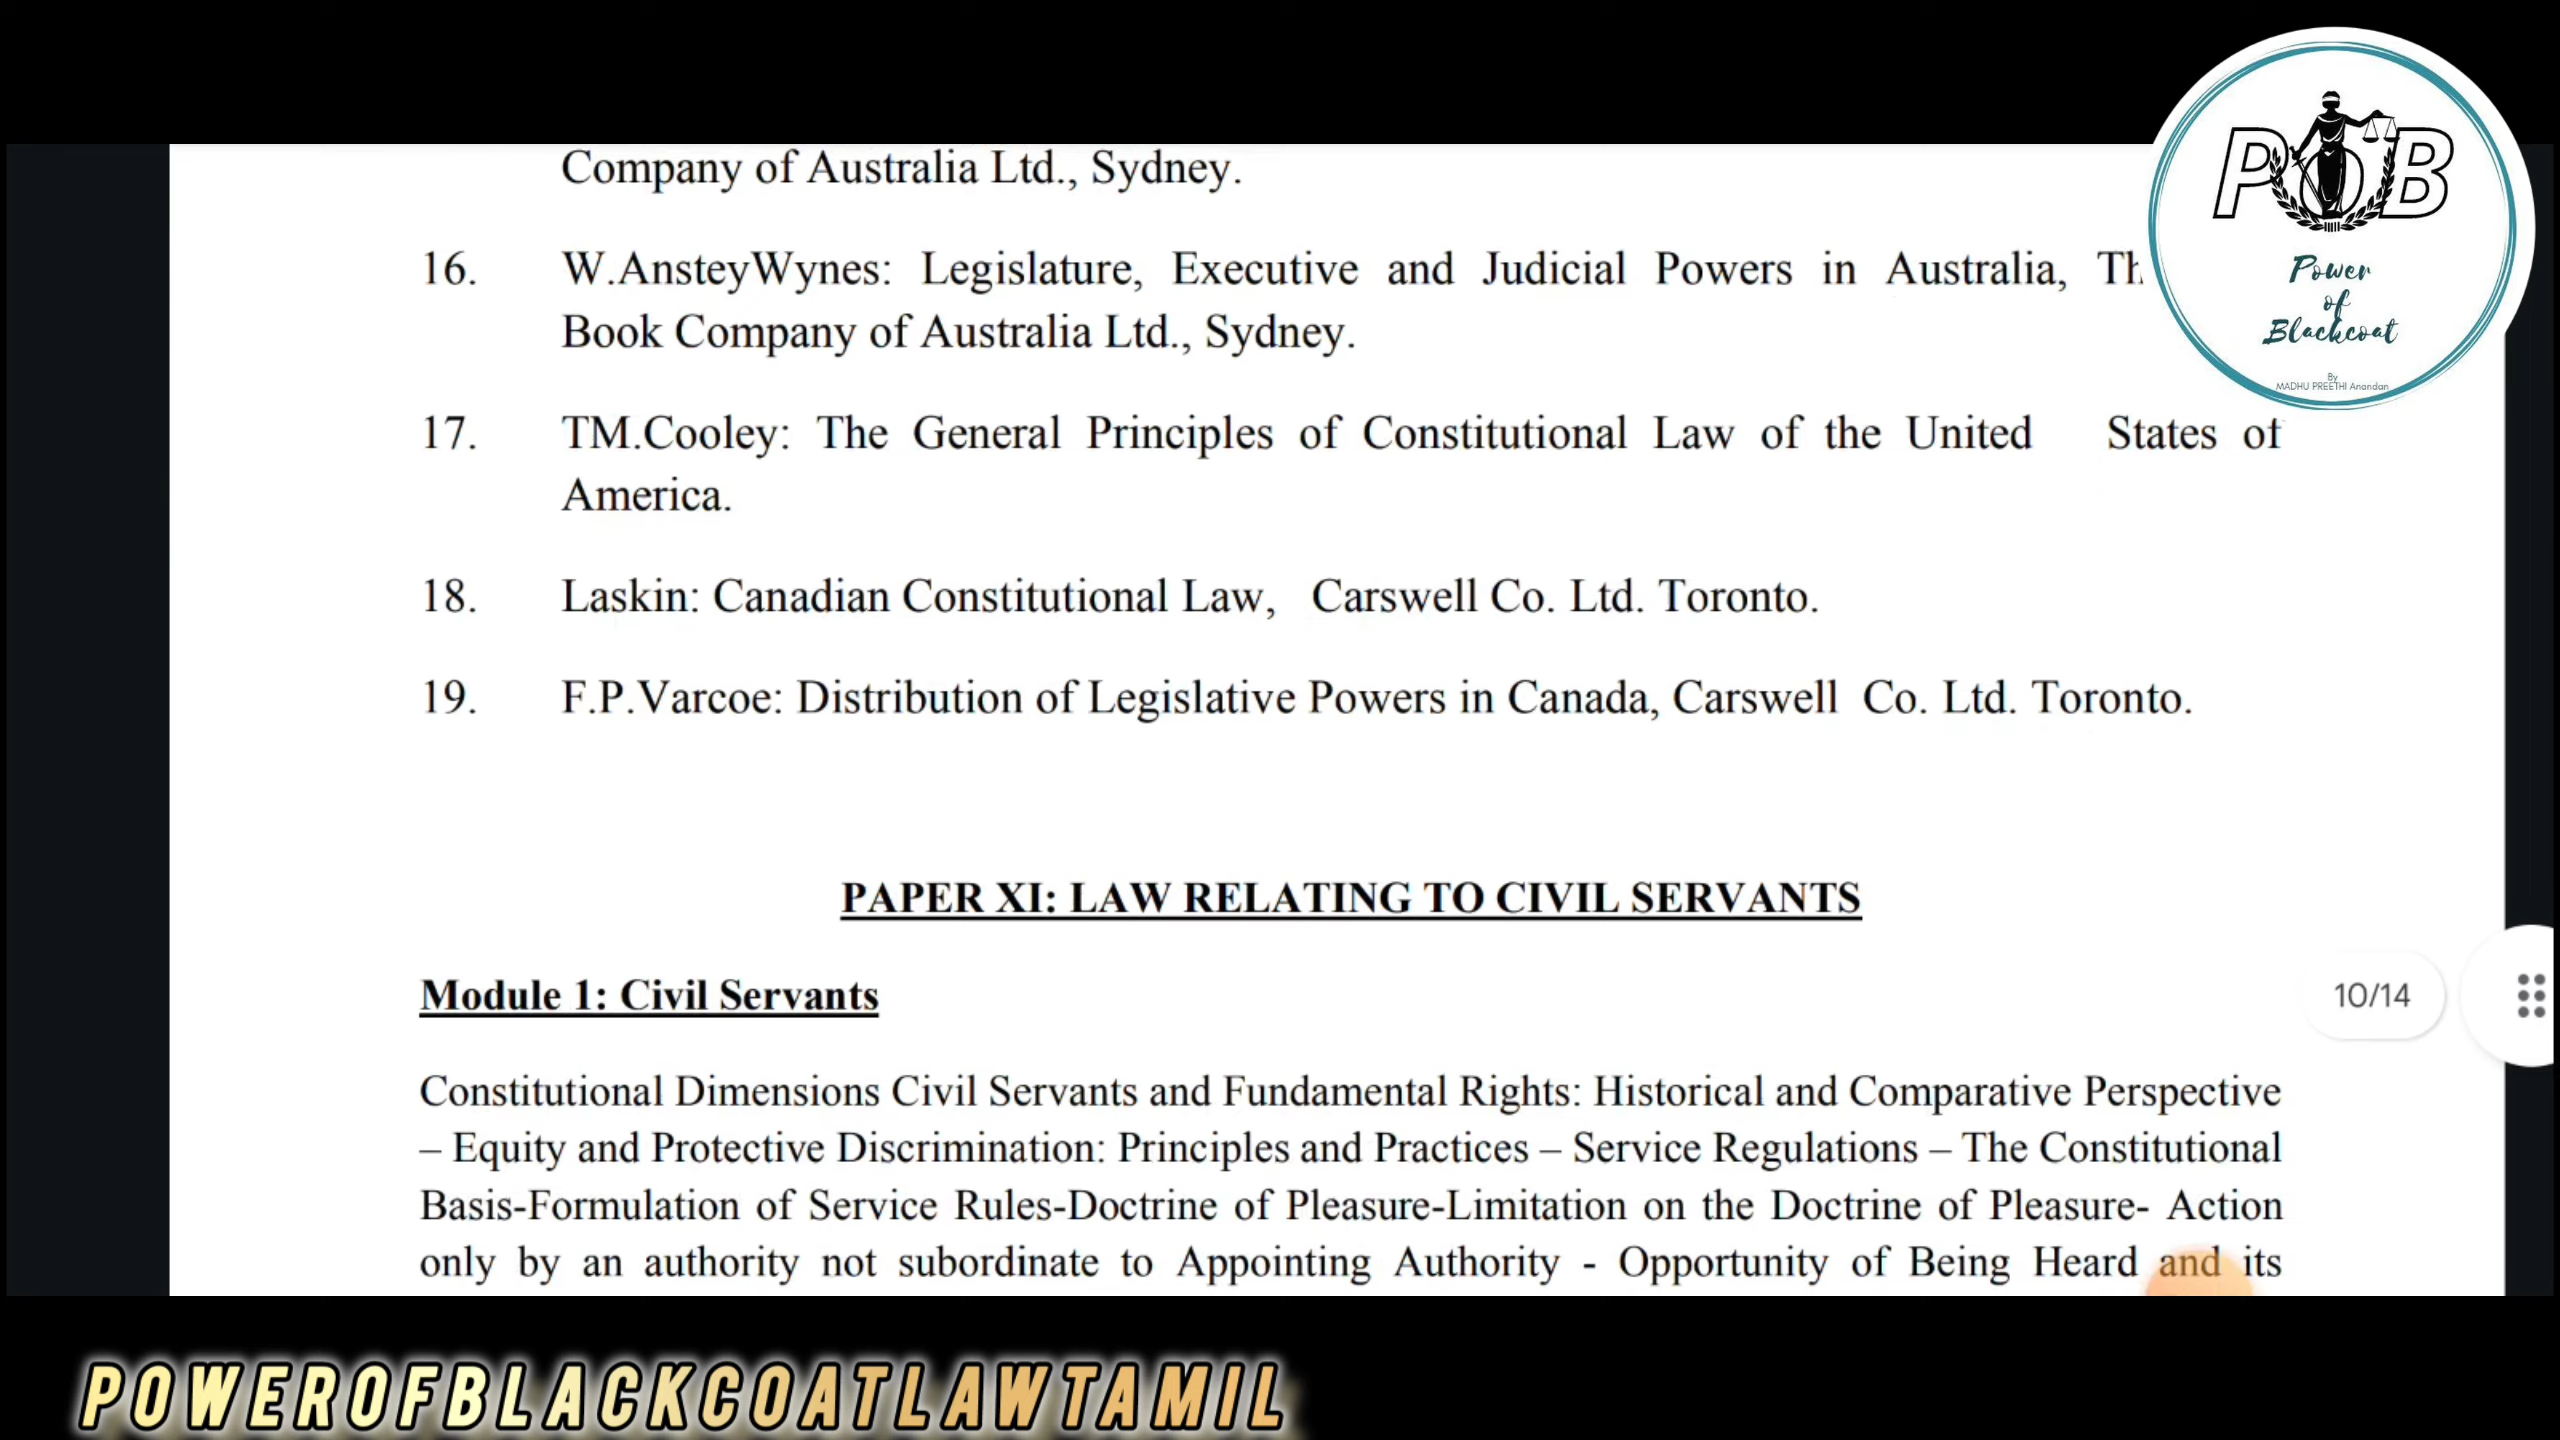 Company of Australia Ltd., Sydney.
16. W.AnsteyWynes: Legislature, Executive and Judicial Powers in Australia,
Book Company of Australia Ltd., Sydney.
17. TM.Cooley: The General Principles of Constitutional Law of the United States of
America.
18. Laskin: Canadian Constitutional Law, Carswell Co. Ltd. Toronto.
19. F.P.Varcoe: Distribution of Legislative Powers in Canada, Carswell Co. Ltd. Toronto.
PAPER XI: LAW RELATING TO CIVIL SERVANTS
Module 1: Civil Servants
Constitutional Dimensions Civil Servants and Fundamental Rights: Historical and Comparative Perspective
– Equity and Protective Discrimination: Principles and Practices – Service Regulations – The Constitutional
Basis-Formulation of Service Rules-Doctrine of Pleasure-Limitation on the Doctrine of Pleasure- Action
only by an authority not subordinate to Appointing Authority - Opportunity of Being Heard and its
10/14
POB
Power
of
Blackcoat
By
MADHU PREETHI Anandan
POWEROFBLACKCOATLAWTAMIL